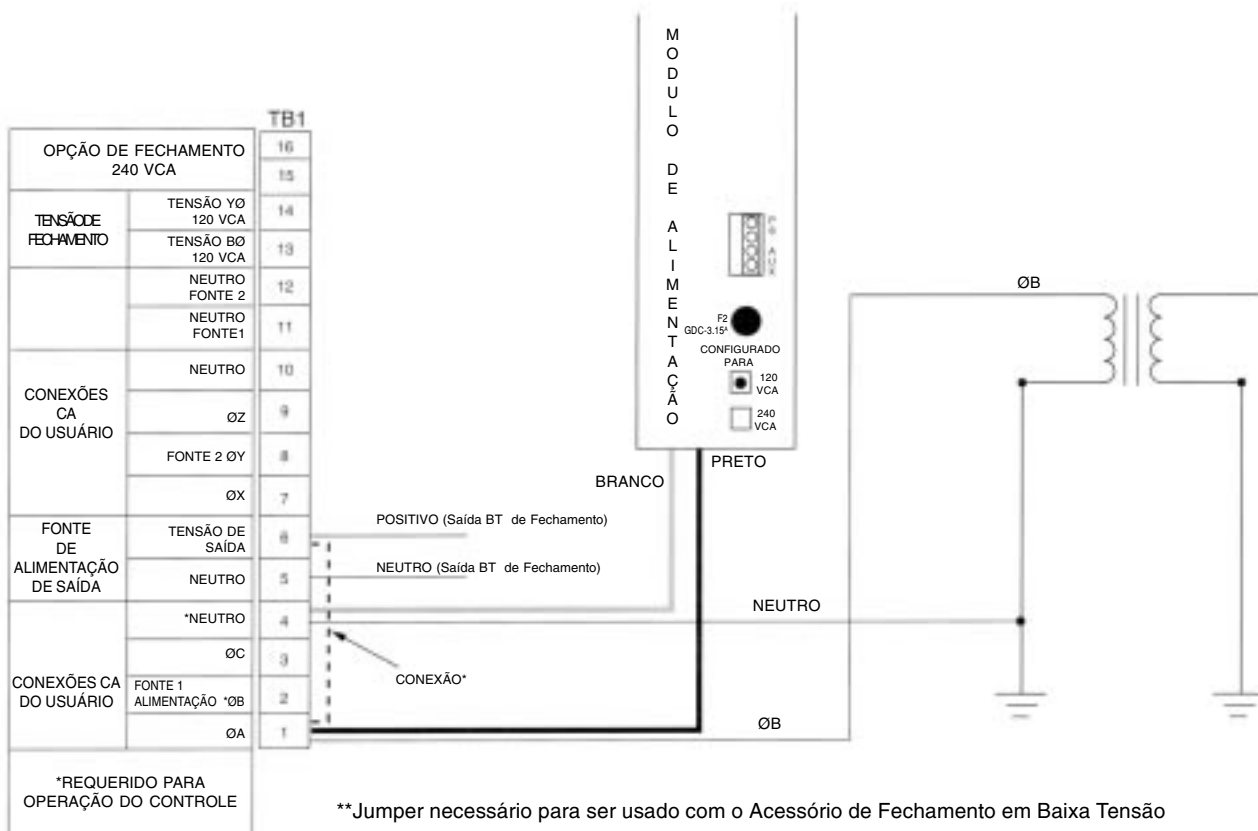 TB1
OPÇÃO DE FECHAMENTO
240 VCA
16
15
TENSÃO DE
FECHAMENTO
TENSÃO YØ
120 VCA
14
TENSÃO BØ
120 VCA
13
NEUTRO
FONTE 2
12
NEUTRO
FONTE1
11
CONEXÕES
CA
DO USUÁRIO
NEUTRO
10
ØZ
9
FONTE 2 ØY
8
ØX
7
FONTE
DE
ALIMENTAÇÃO
DE SAÍDA
TENSÃO DE
SAÍDA
6
NEUTRO
5
CONEXÕES CA
DO USUÁRIO
*NEUTRO
4
ØC
3
FONTE 1
ALIMENTAÇÃO *ØB
2
ØA
1
*REQUERIDO PARA
OPERAÇÃO DO CONTROLE
POSITIVO (Saída BT de Fechamento)
NEUTRO (Saída BT de Fechamento)
CONEXÃO*
MODULO DE ALIMENTAÇÃO
PS AUX
F2
GDC-3.15A
CONFIGURADO
PARA
120
VCA
240
VCA
BRANCO
PRETO
ØB
NEUTRO
ØB
**Jumper necessário para ser usado com o Acessório de Fechamento em Baixa Tensão